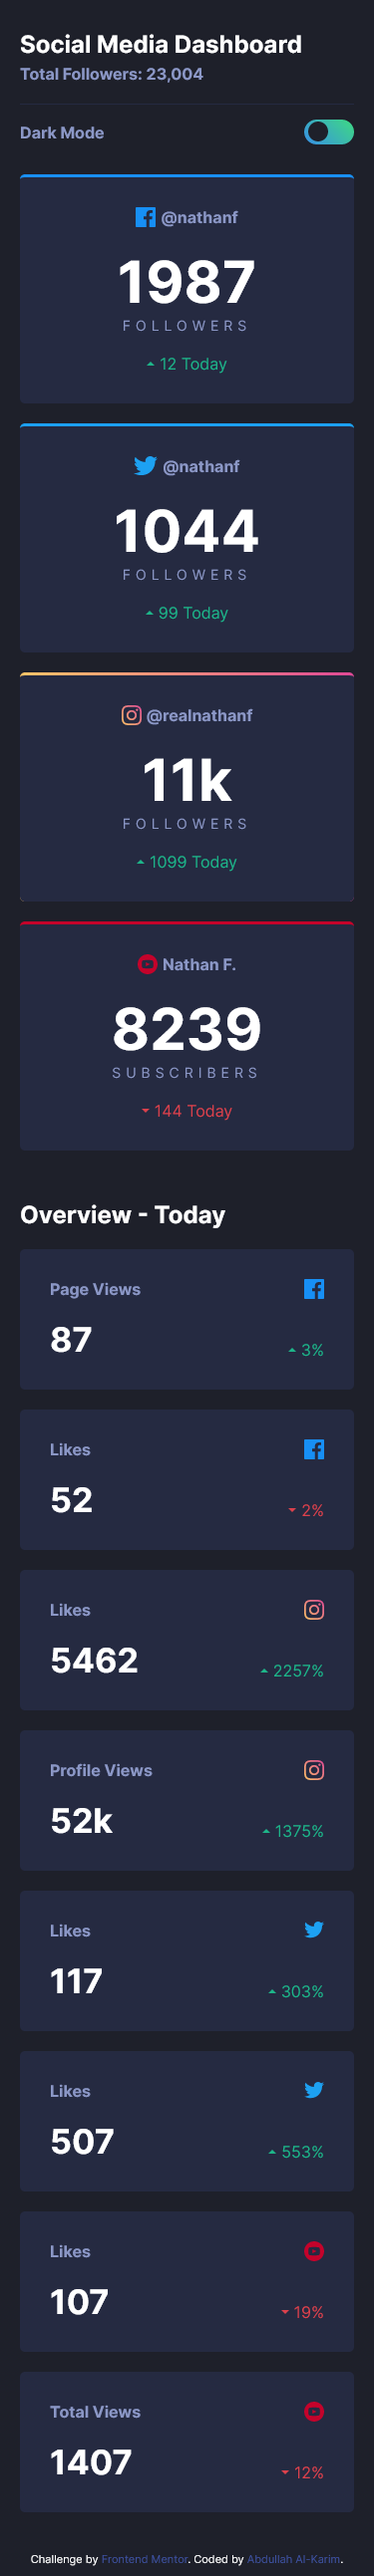 Social Media Dashboard
Total Followers: 23,004
Dark Mode
@nathanf
1987
FOLLOWERS
12 Today
@nathanf
1044
FOLLOWERS
99 Today
@realnathanf
11k
FOLLOWERS
1099 Today
Nathan F.
8239
SUBSCRIBERS
144 Today
Overview - Today
Page Views
87
3%
Likes
52
2%
Likes
5462
2257%
Profile Views
52k
1375%
Likes
117
303%
Likes
507
553%
Likes
107
19%
Total Views
1407
12%
Challenge by Frontend Mentor. Coded by Abdullah Al-Karim.